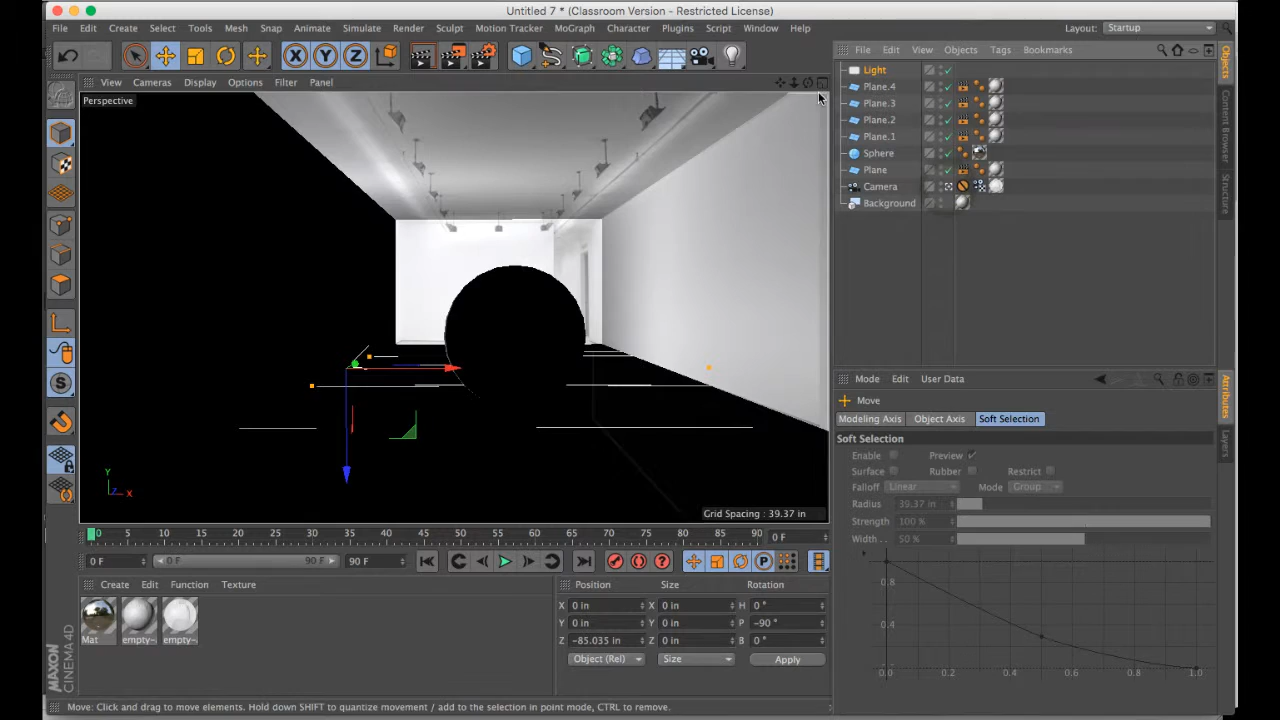 Untitled 7 * (Classroom Version - Restricted License)
File Edit Create Select Tools Mesh Snap Animate Simulate Render Sculpt Motion Tracker MoGraph Character Plugins Script Window Help
Layout: Startup
X Y Z
View Cameras Display Options Filter Panel
File Edit View Objects Tags Bookmarks
Perspective
Light
Plane.4
Plane.3
Plane.2
Plane.1
Sphere
Plane
Camera
Background
Objects
Content Browser
Structure
Y
Z X
Grid Spacing : 39.37 in
Mode Edit User Data
Move
Modeling Axis Object Axis Soft Selection
Soft Selection
Enable Preview
Surface Rubber Restrict
Falloff Linear Mode Group
Radius 39.37 in
Strength 100 %
Width . . 50 %
0.8
0.4
0.0 0.2 0.4 0.6 0.8 1.0
Attributes
Layers
0 5 10 15 20 25 30 35 40 45 50 55 60 65 70 75 80 85 90 0 F
0 F 0 F 90 F 90 F
P
Create Edit Function Texture
Mat empty- empty-
Position Size Rotation
X 0 in X 0 in H 0 °
Y 0 in Y 0 in P -90 °
Z -85.035 in Z 0 in B 0 °
Object (Rel) Size Apply
MAXON CINEMA 4D
Move: Click and drag to move elements. Hold down SHIFT to quantize movement / add to the selection in point mode, CTRL to remove.